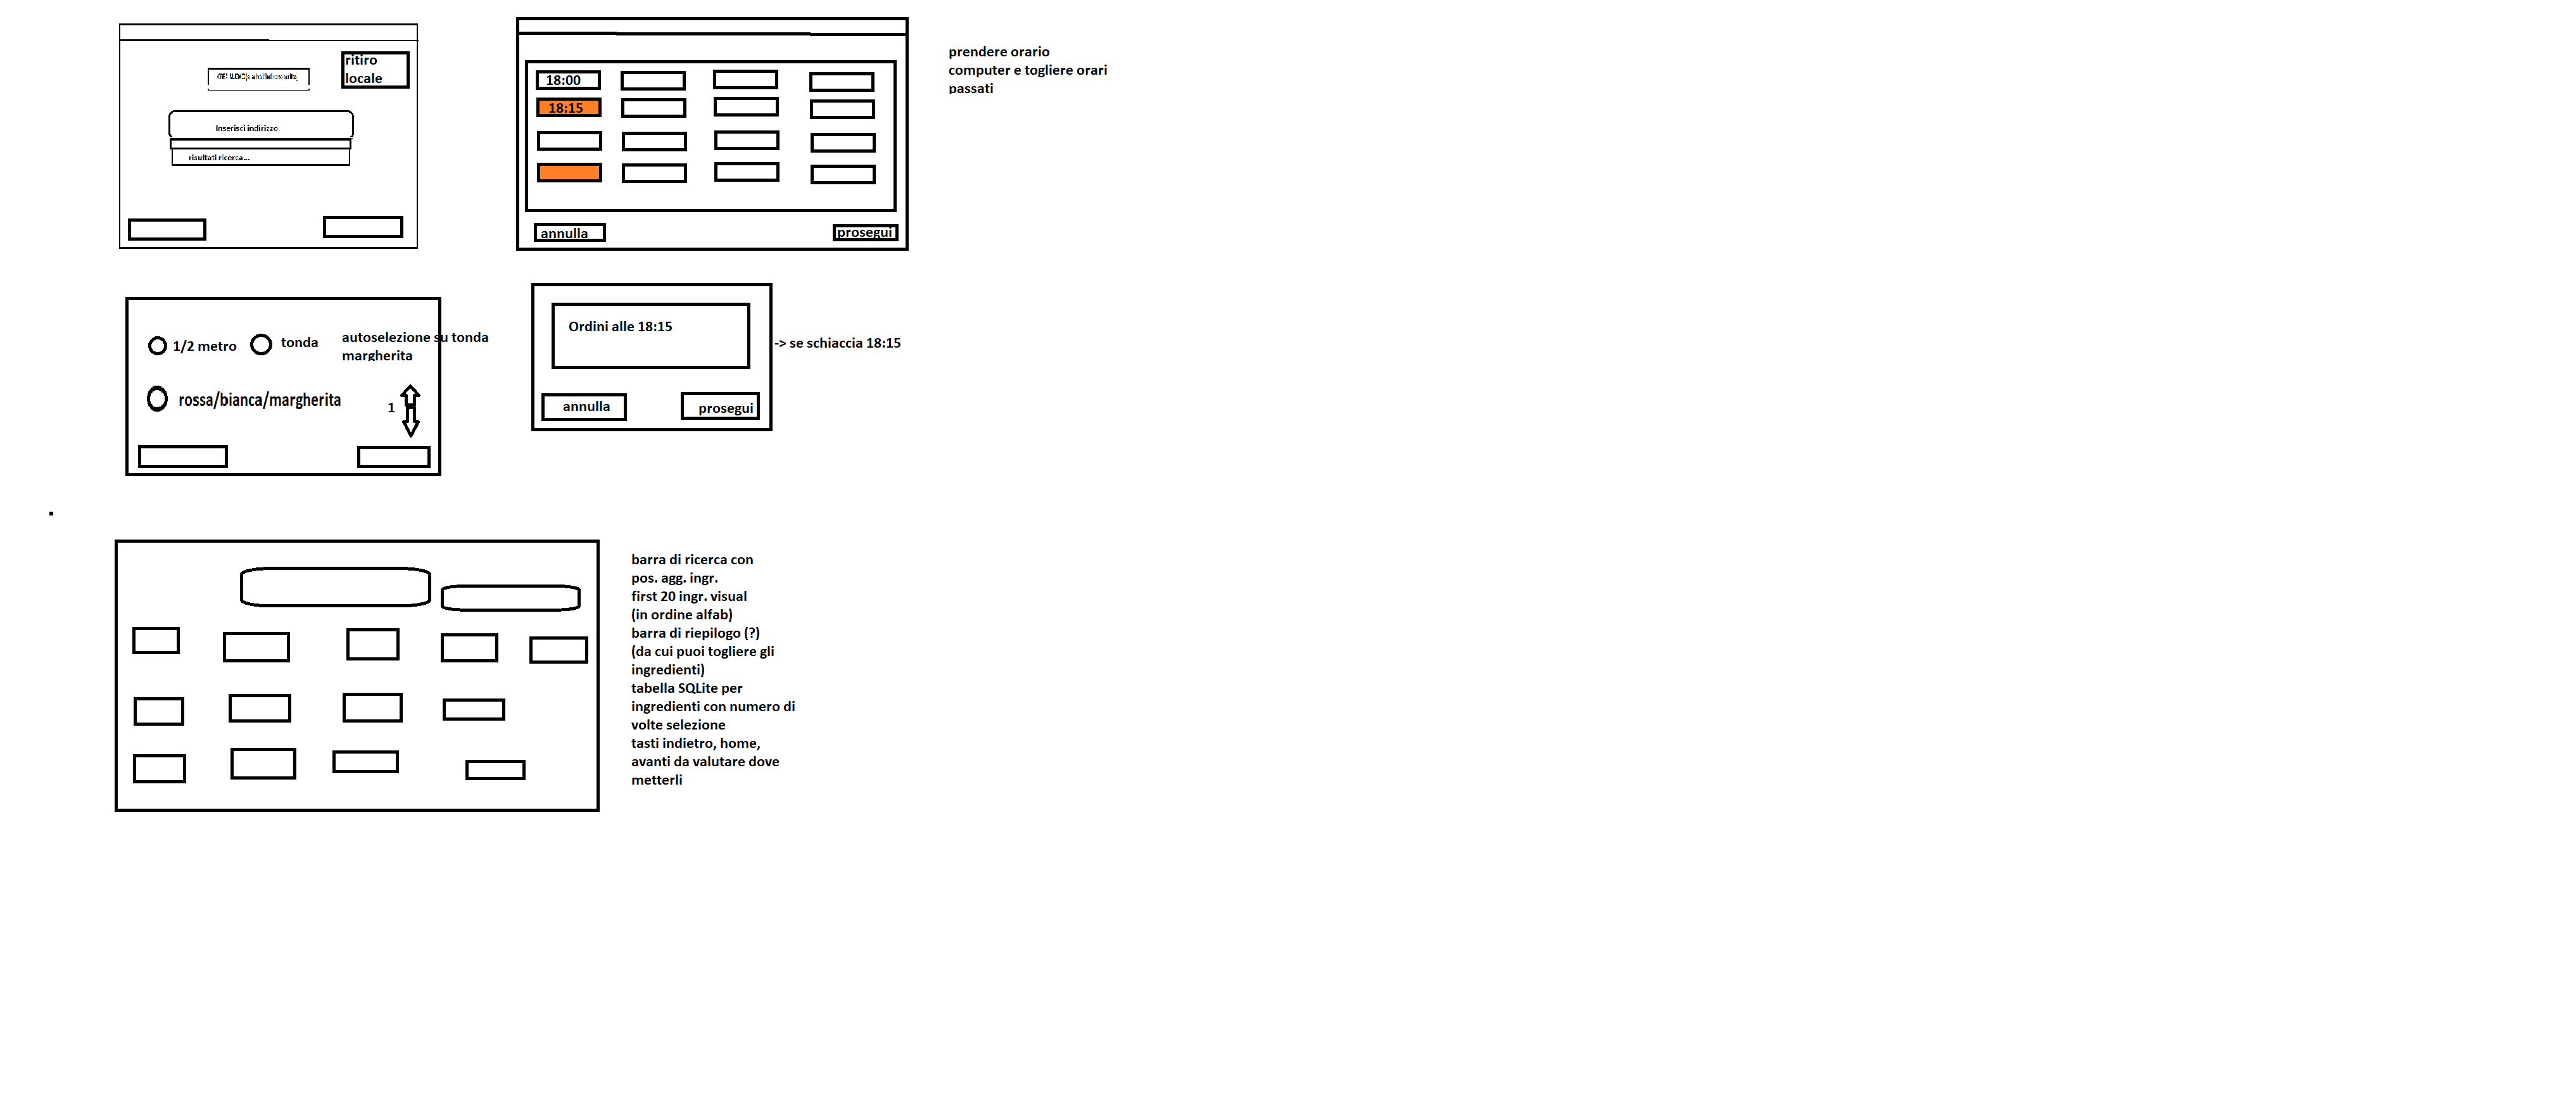 ritiro
locale
Inserisci indirizzo
risultati ricerca...
18:00
18:15
annulla
prosegui
prendere orario
computer e togliere orari
passati
1/2 metro
tonda
autoselezione su tonda
margherita
rossa/bianca/margherita
1
Ordini alle 18:15
annulla
prosegui
-> se schiaccia 18:15
barra di ricerca con
pos. agg. ingr.
first 20 ingr. visual
(in ordine alfab)
barra di riepilogo (?)
(da cui puoi togliere gli
ingredienti)
tabella SQLite per
ingredienti con numero di
volte selezione
tasti indietro, home,
avanti da valutare dove
metterli